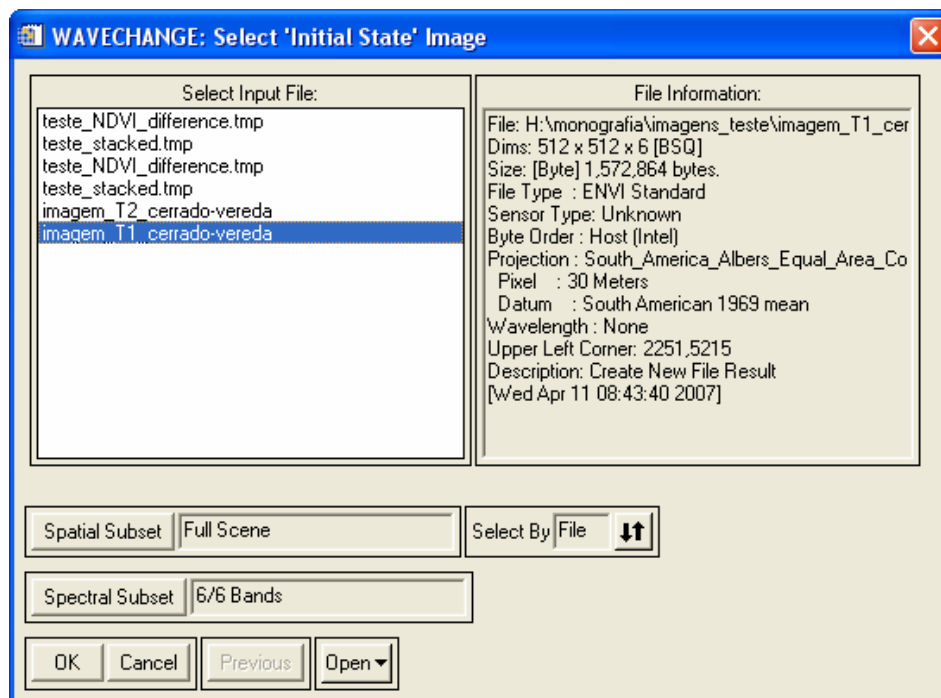 WAVECHANGE: Select 'Initial State' Image
Select Input File:
teste_NDVI_difference.tmp
teste_stacked.tmp
teste_NDVI_difference.tmp
teste_stacked.tmp
imagem_T2_cerrado-vereda
imagem_T1_cerrado-vereda
File Information:
File: H:\monografia\imagens_teste\imagem_T1_cer
Dims: 512 x 512 x 6 [BSQ]
Size: [Byte] 1,572,864 bytes.
File Type : ENVI Standard
Sensor Type: Unknown
Byte Order : Host (Intel)
Projection : South_America_Albers_Equal_Area_Co
Pixel : 30 Meters
Datum : South American 1969 mean
Wavelength : None
Upper Left Corner: 2251,5215
Description: Create New File Result
[Wed Apr 11 08:43:40 2007]
Spatial Subset Full Scene
Select By File
Spectral Subset 6/6 Bands
OK Cancel Previous Open